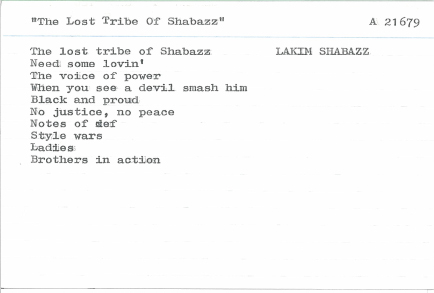 "The Lost Tribe Of Shabazz" A 21679
The lost tribe of Shabazz LAKIM SHABAZZ
Need some lovin'
The voice of power
When you see a devil smash him
Black and proud
No justice, no peace
Notes of def
Style wars
Ladies
Brothers in action